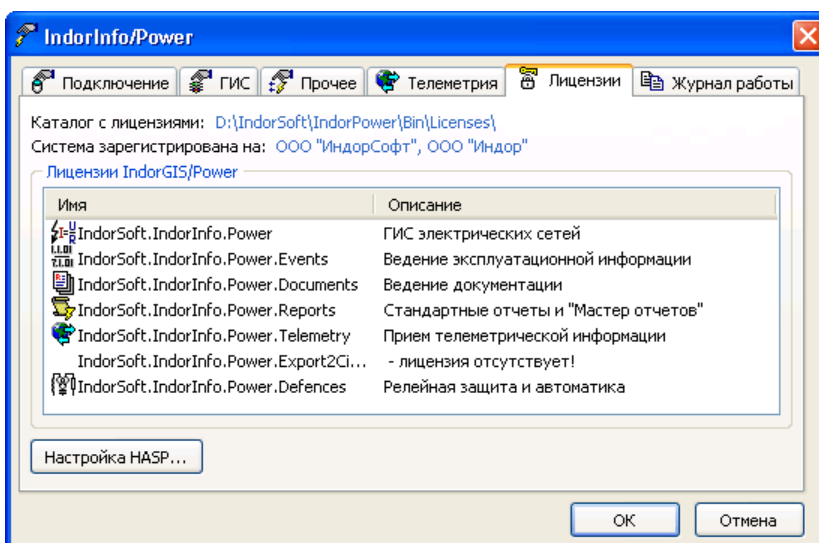 IndorInfo/Power
Подключение ГИС Прочее Телеметрия Лицензии Журнал работы
Каталог с лицензиями: D:\IndorSoft\IndorPower\Bin\Licenses\
Система зарегистрирована на: ООО "ИндорСофт", ООО "Индор"
Лицензии IndorGIS/Power
Имя Описание
IndorSoft.IndorInfo.Power ГИС электрических сетей
IndorSoft.IndorInfo.Power.Events Ведение эксплуатационной информации
IndorSoft.IndorInfo.Power.Documents Ведение документации
IndorSoft.IndorInfo.Power.Reports Стандартные отчеты и "Мастер отчетов"
IndorSoft.IndorInfo.Power.Telemetry Прием телеметрической информации
IndorSoft.IndorInfo.Power.Export2Ci... - лицензия отсутствует!
IndorSoft.IndorInfo.Power.Defences Релейная защита и автоматика
Настройка HASP...
OK Отмена